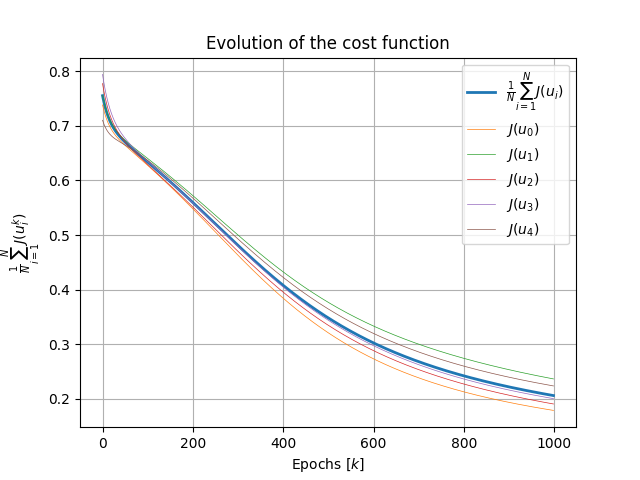 Evolution of the cost function
0.8
0.7
0.6
0.5
0.4
0.3
0.2
0 200 400 600 800 1000
Epochs [k]
1/N ∑_{i=1}^{N} J(u_i^k)
1/N ∑_{i=1}^{N} J(u_i)
J(u_0)
J(u_1)
J(u_2)
J(u_3)
J(u_4)